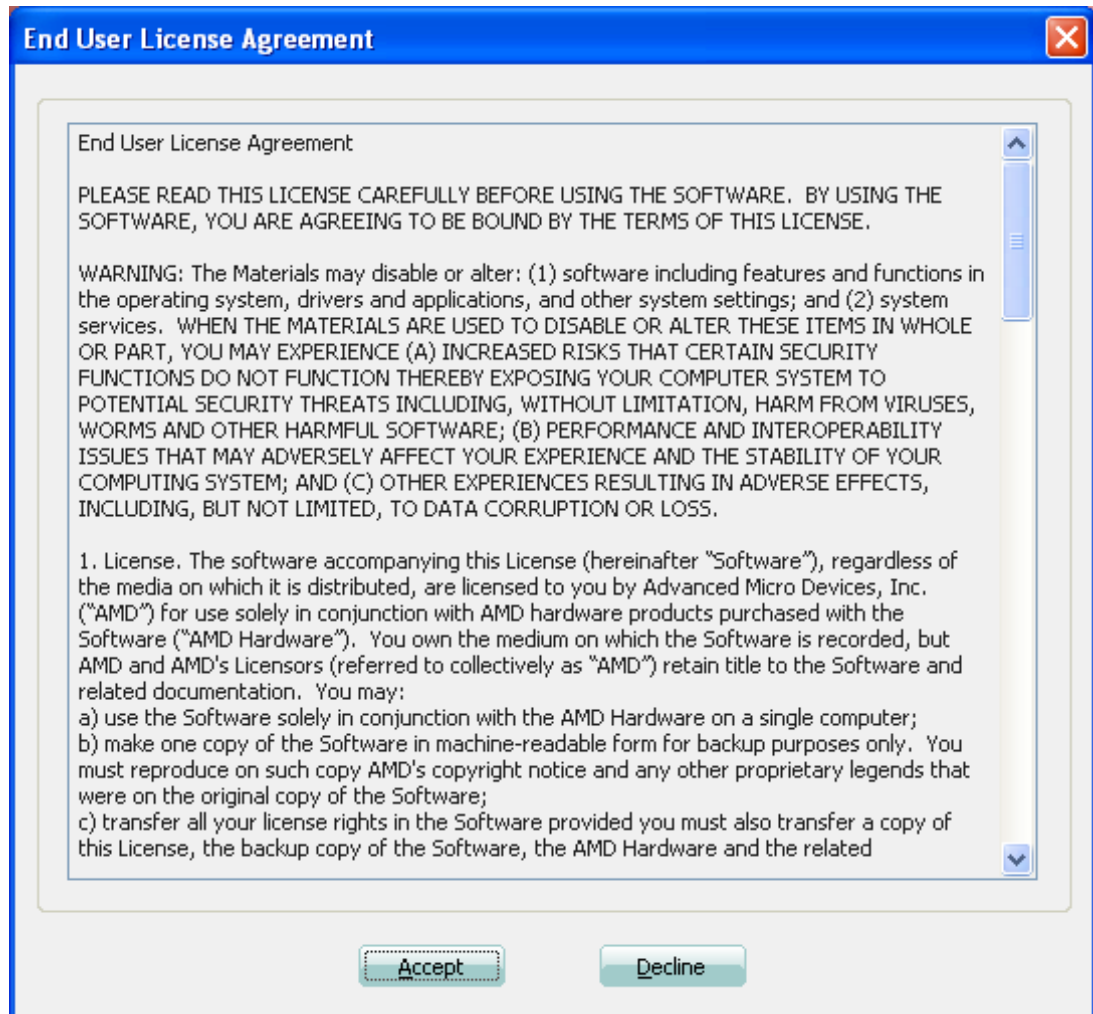 End User License Agreement
End User License Agreement
PLEASE READ THIS LICENSE CAREFULLY BEFORE USING THE SOFTWARE.  BY USING THE
SOFTWARE, YOU ARE AGREEING TO BE BOUND BY THE TERMS OF THIS LICENSE.
WARNING: The Materials may disable or alter: (1) software including features and functions in
the operating system, drivers and applications, and other system settings; and (2) system
services.  WHEN THE MATERIALS ARE USED TO DISABLE OR ALTER THESE ITEMS IN WHOLE
OR PART, YOU MAY EXPERIENCE (A) INCREASED RISKS THAT CERTAIN SECURITY
FUNCTIONS DO NOT FUNCTION THEREBY EXPOSING YOUR COMPUTER SYSTEM TO
POTENTIAL SECURITY THREATS INCLUDING, WITHOUT LIMITATION, HARM FROM VIRUSES,
WORMS AND OTHER HARMFUL SOFTWARE; (B) PERFORMANCE AND INTEROPERABILITY
ISSUES THAT MAY ADVERSELY AFFECT YOUR EXPERIENCE AND THE STABILITY OF YOUR
COMPUTING SYSTEM; AND (C) OTHER EXPERIENCES RESULTING IN ADVERSE EFFECTS,
INCLUDING, BUT NOT LIMITED, TO DATA CORRUPTION OR LOSS.
1. License. The software accompanying this License (hereinafter “Software”), regardless of
the media on which it is distributed, are licensed to you by Advanced Micro Devices, Inc.
(“AMD”) for use solely in conjunction with AMD hardware products purchased with the
Software (“AMD Hardware”).  You own the medium on which the Software is recorded, but
AMD and AMD's Licensors (referred to collectively as “AMD”) retain title to the Software and
related documentation.  You may:
a) use the Software solely in conjunction with the AMD Hardware on a single computer;
b) make one copy of the Software in machine-readable form for backup purposes only.  You
must reproduce on such copy AMD's copyright notice and any other proprietary legends that
were on the original copy of the Software;
c) transfer all your license rights in the Software provided you must also transfer a copy of
this License, the backup copy of the Software, the AMD Hardware and the related
Accept
Decline